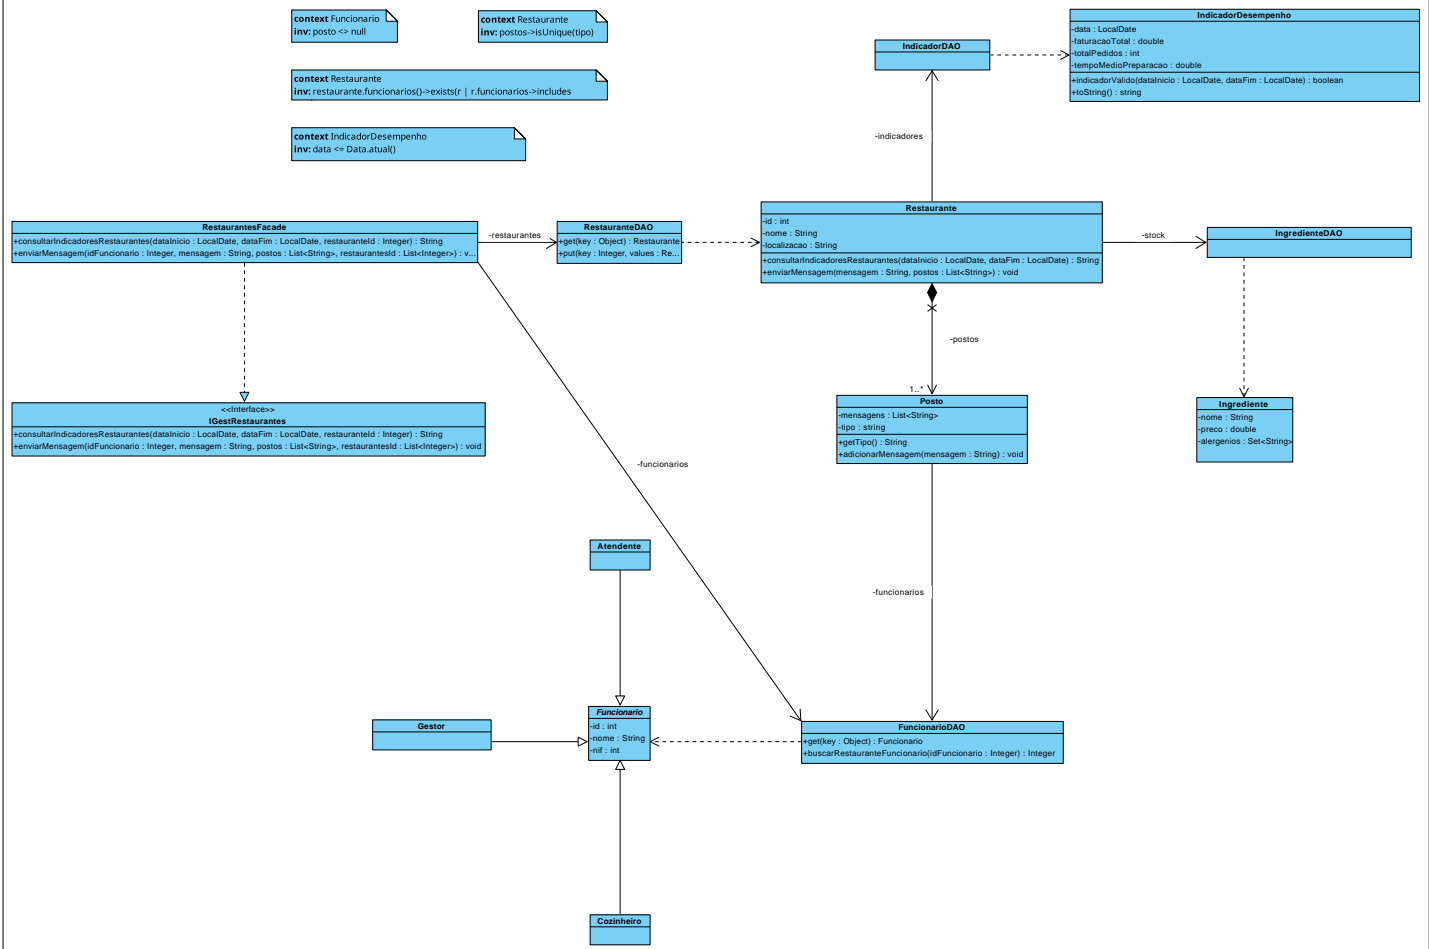 context Funcionario
inv: posto <> null
context Restaurante
inv: postos->isUnique(tipo)
context Restaurante
inv: restaurante.funcionarios()->exists(r | r.funcionarios->includes
context IndicadorDesempenho
inv: data <= Data.atual()
IndicadorDAO
IndicadorDesempenho
-data : LocalDate
-faturacaoTotal : double
-totalPedidos : int
-tempoMedioPreparacao : double
+indicadorValido(dataInicio : LocalDate, dataFim : LocalDate) : boolean
+toString() : string
-indicadores
RestaurantesFacade
+consultarIndicadoresRestaurantes(dataInicio : LocalDate, dataFim : LocalDate, restauranteId : Integer) : String
+enviarMensagem(idFuncionario : Integer, mensagem : String, postos : List<String>, restaurantesId : List<Integer>) : v...
-restaurantes
RestauranteDAO
+get(key : Object) : Restaurante
+put(key : Integer, values : Re...
Restaurante
-id : int
-nome : String
-localizacao : String
+consultarIndicadoresRestaurantes(dataInicio : LocalDate, dataFim : LocalDate) : String
+enviarMensagem(mensagem : String, postos : List<String>) : void
-stock
IngredienteDAO
-postos
1..*
<<Interface>>
IGestRestaurantes
+consultarIndicadoresRestaurantes(dataInicio : LocalDate, dataFim : LocalDate, restauranteId : Integer) : String
+enviarMensagem(idFuncionario : Integer, mensagem : String, postos : List<String>, restaurantesId : List<Integer>) : void
Posto
-mensagens : List<String>
-tipo : string
+getTipo() : String
+adicionarMensagem(mensagem : String) : void
Ingrediente
-nome : String
-preco : double
-alergenios : Set<String>
-funcionarios
Atendente
-funcionarios
Gestor
Funcionario
-id : int
-nome : String
-nif : int
FuncionarioDAO
+get(key : Object) : Funcionario
+buscarRestauranteFuncionario(idFuncionario : Integer) : Integer
Cozinheiro